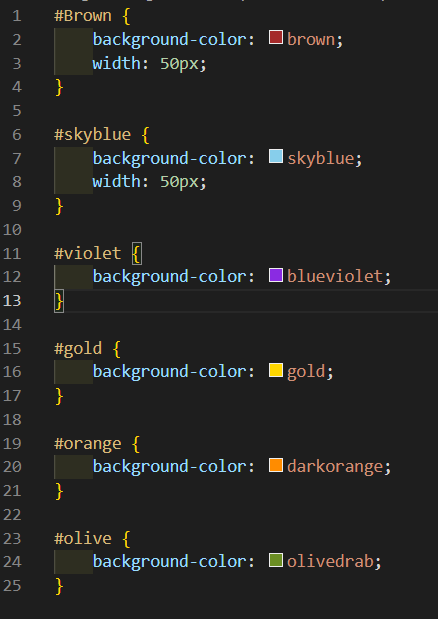 1 #Brown {
2 background-color: brown;
3 width: 50px;
4 }
5
6 #skyblue {
7 background-color: skyblue;
8 width: 50px;
9 }
10
11 #violet {
12 background-color: blueviolet;
13 }
14
15 #gold {
16 background-color: gold;
17 }
18
19 #orange {
20 background-color: darkorange;
21 }
22
23 #olive {
24 background-color: olivedrab;
25 }